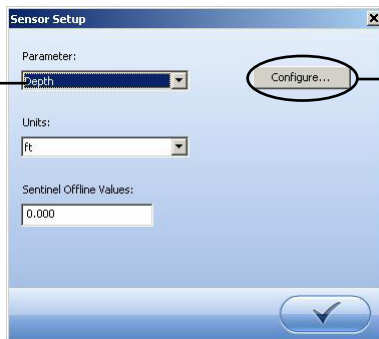 Sensor Setup
Parameter:
Depth
Configure...
Units:
ft
Sentinel Offline Values:
0.000